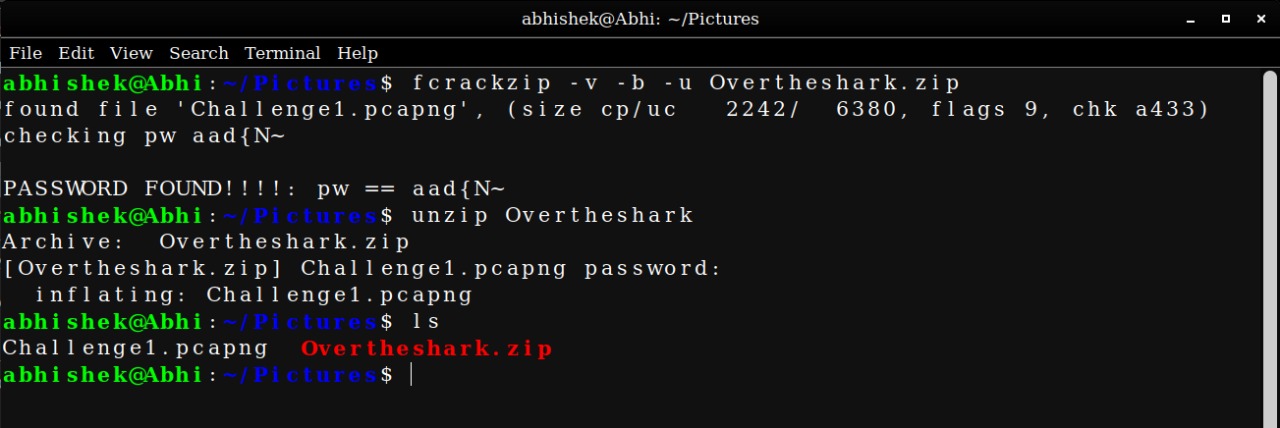 abhishek@Abhi: ~/Pictures
File Edit View Search Terminal Help
abhishek@Abhi:~/Pictures$ fcrackzip -v -b -u Overtheshark.zip
found file 'Challenge1.pcapng', (size cp/uc   2242/  6380, flags 9, chk a433)
checking pw aad{N~
PASSWORD FOUND!!!!: pw == aad{N~
abhishek@Abhi:~/Pictures$ unzip Overtheshark
Archive:  Overtheshark.zip
[Overtheshark.zip] Challenge1.pcapng password:
  inflating: Challenge1.pcapng
abhishek@Abhi:~/Pictures$ ls
Challenge1.pcapng  Overtheshark.zip
abhishek@Abhi:~/Pictures$